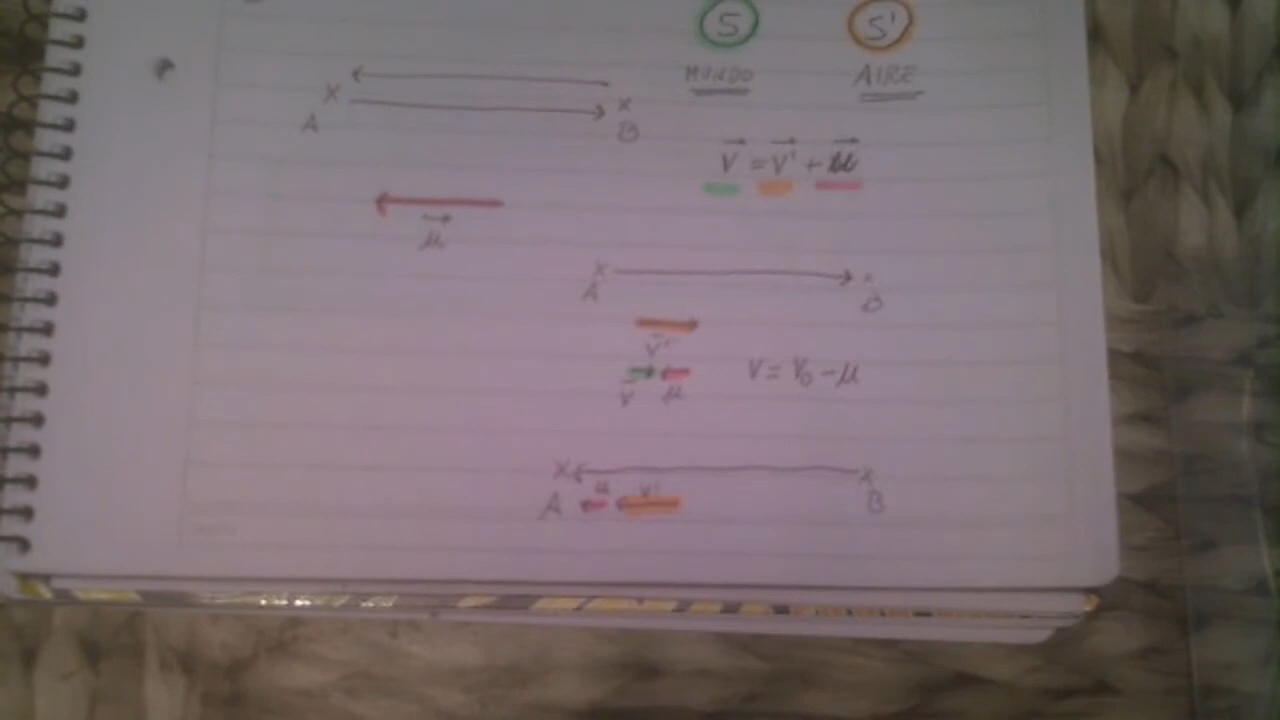 S S'
MUNDO AIRE
X X
A B
V = V' + μ
μ
X X
A B
V'
V μ V = V₀ - μ
X X
A μ V' B